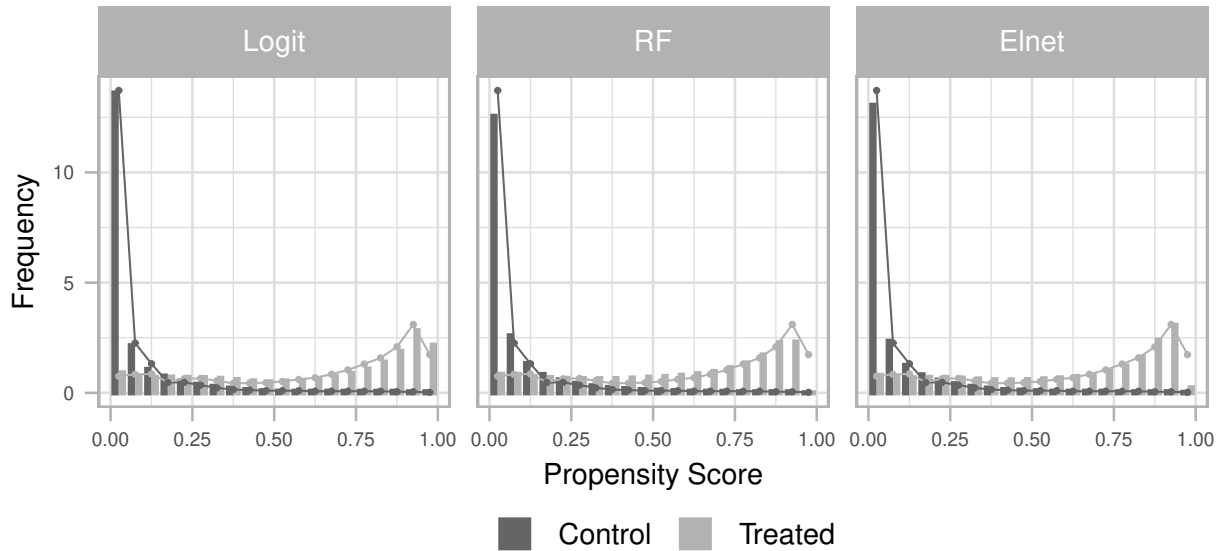 Logit RF Elnet
Frequency
10
5
0
0.00 0.25 0.50 0.75 1.00 0.00 0.25 0.50 0.75 1.00 0.00 0.25 0.50 0.75 1.00
Propensity Score
Control Treated